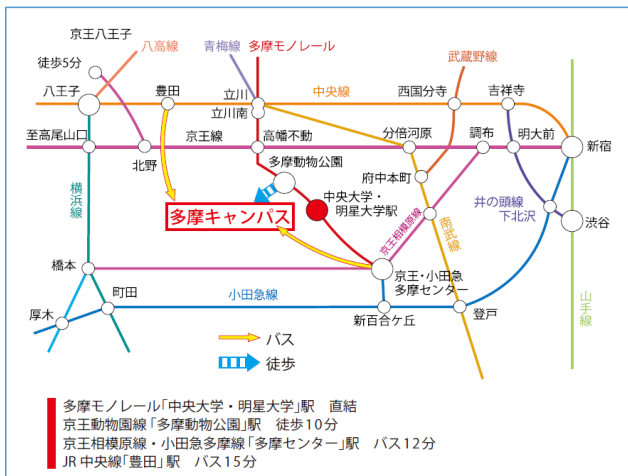 京王八王子
八高線
青梅線
多摩モノレール
武蔵野線
徒歩5分
八王子
豊田
立川
立川南
中央線
西国分寺
吉祥寺
至高尾山口
北野
京王線
高幡不動
分倍河原
調布
明大前
新宿
多摩動物公園
府中本町
横浜線
多摩キャンパス
中央大学・
明星大学駅
京王相模原線
南武線
井の頭線
下北沢
渋谷
橋本
京王・小田急
多摩センター
山手線
厚木
町田
小田急線
新百合ケ丘
登戸
バス
徒歩
多摩モノレール「中央大学・明星大学」駅　直結
京王動物園線「多摩動物公園」駅　徒歩10分
京王相模原線・小田急多摩線「多摩センター」駅　バス12分
JR中央線「豊田」駅　バス15分